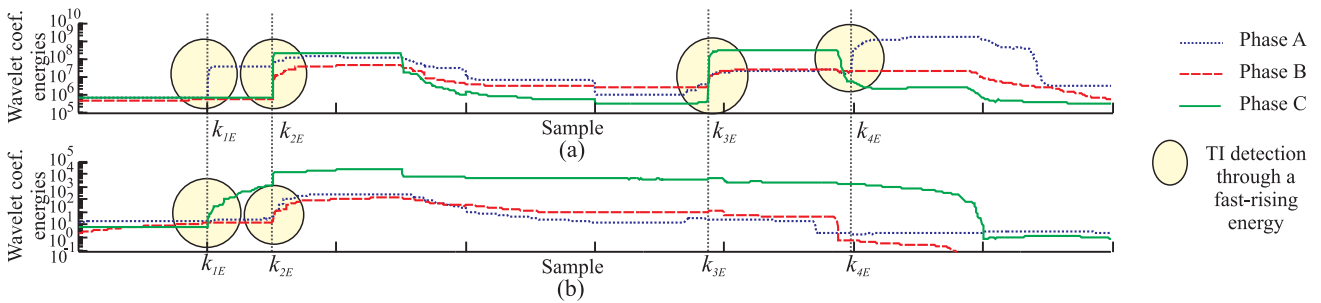 Wavelet coef.
energies
10^10
10^9
10^8
10^7
10^6
10^5
k1E
k2E
Sample
k3E
k4E
(a)
Wavelet coef.
energies
10^5
10^4
10^3
10^2
10^1
10^0
10^-1
k1E
k2E
Sample
k3E
k4E
(b)
Phase A
Phase B
Phase C
TI detection
through a
fast-rising
energy